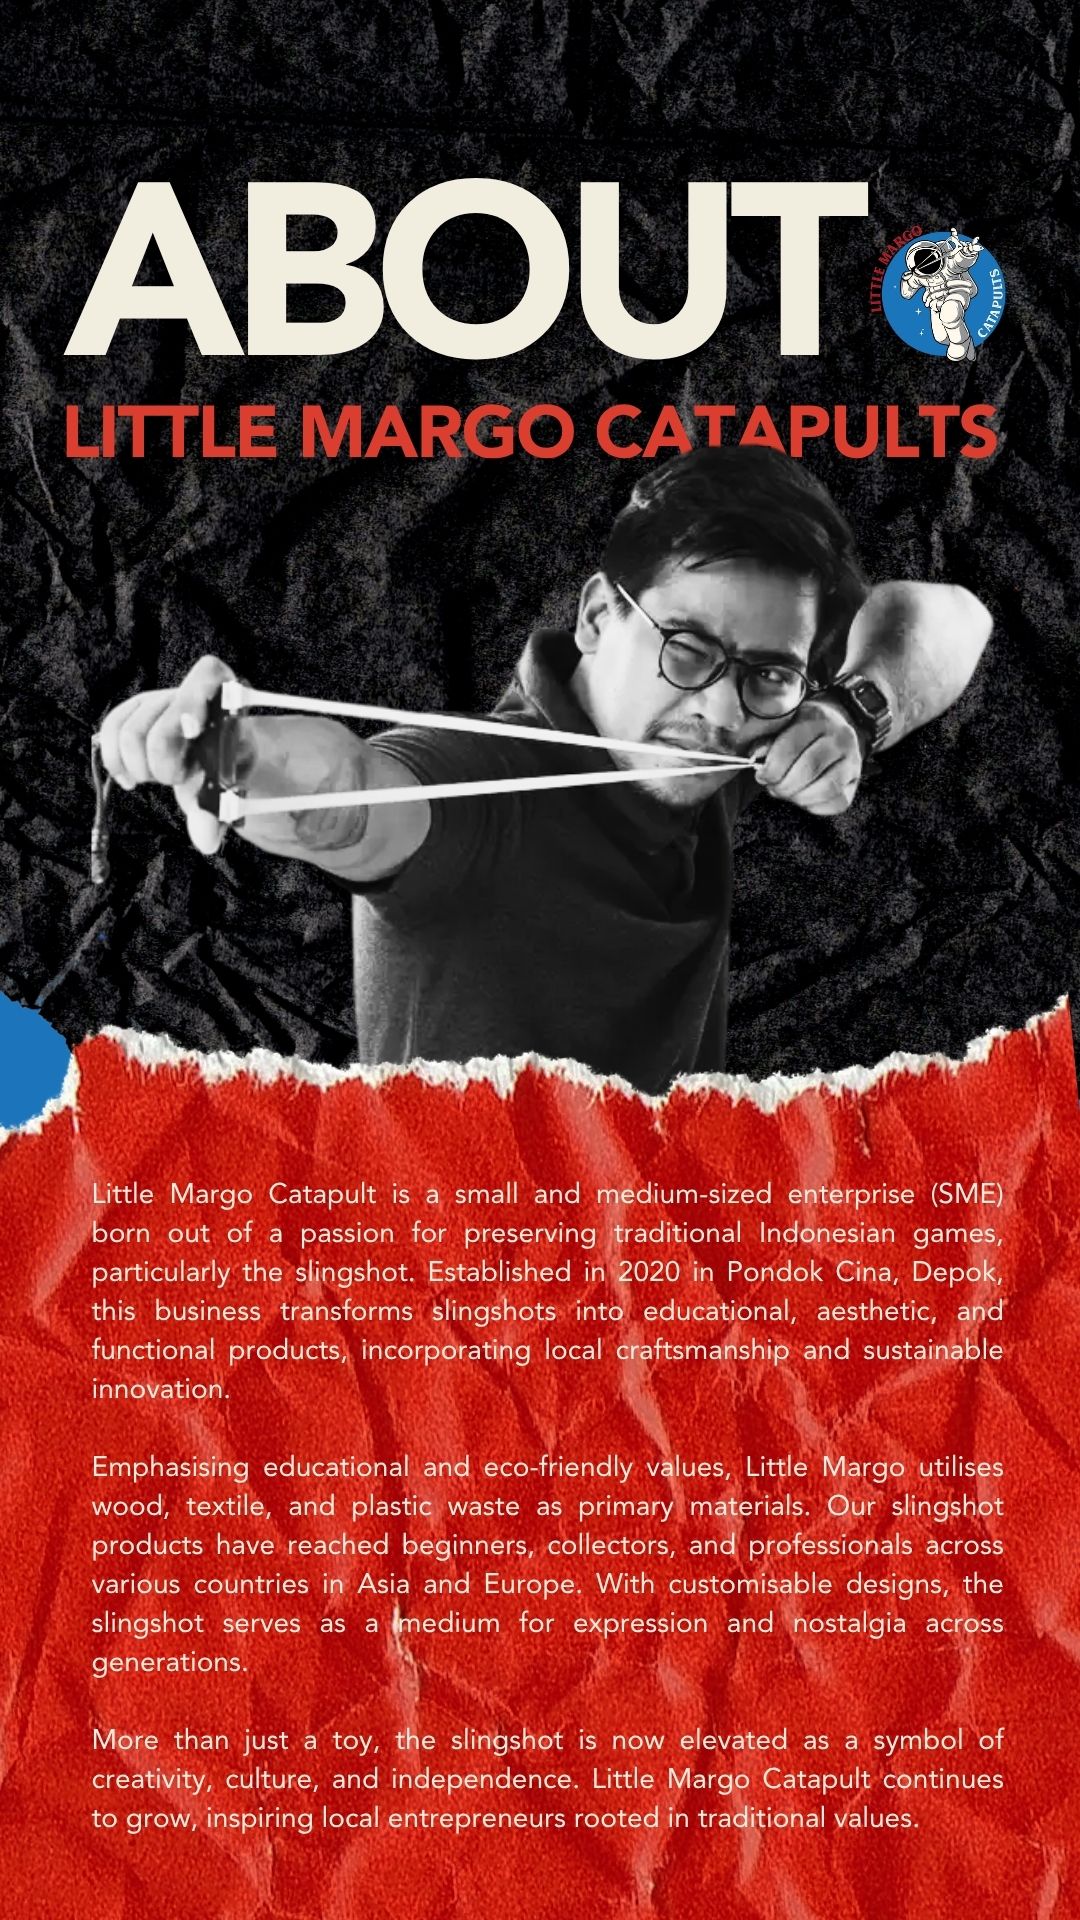 ABOUT
LITTLE MARGO
CATAPULTS
LITTLE MARGO CATAPULTS
Little Margo Catapult is a small and medium-sized enterprise (SME)
born out of a passion for preserving traditional Indonesian games,
particularly the slingshot. Established in 2020 in Pondok Cina, Depok,
this business transforms slingshots into educational, aesthetic, and
functional products, incorporating local craftsmanship and sustainable
innovation.
Emphasising educational and eco-friendly values, Little Margo utilises
wood, textile, and plastic waste as primary materials. Our slingshot
products have reached beginners, collectors, and professionals across
various countries in Asia and Europe. With customisable designs, the
slingshot serves as a medium for expression and nostalgia across
generations.
More than just a toy, the slingshot is now elevated as a symbol of
creativity, culture, and independence. Little Margo Catapult continues
to grow, inspiring local entrepreneurs rooted in traditional values.